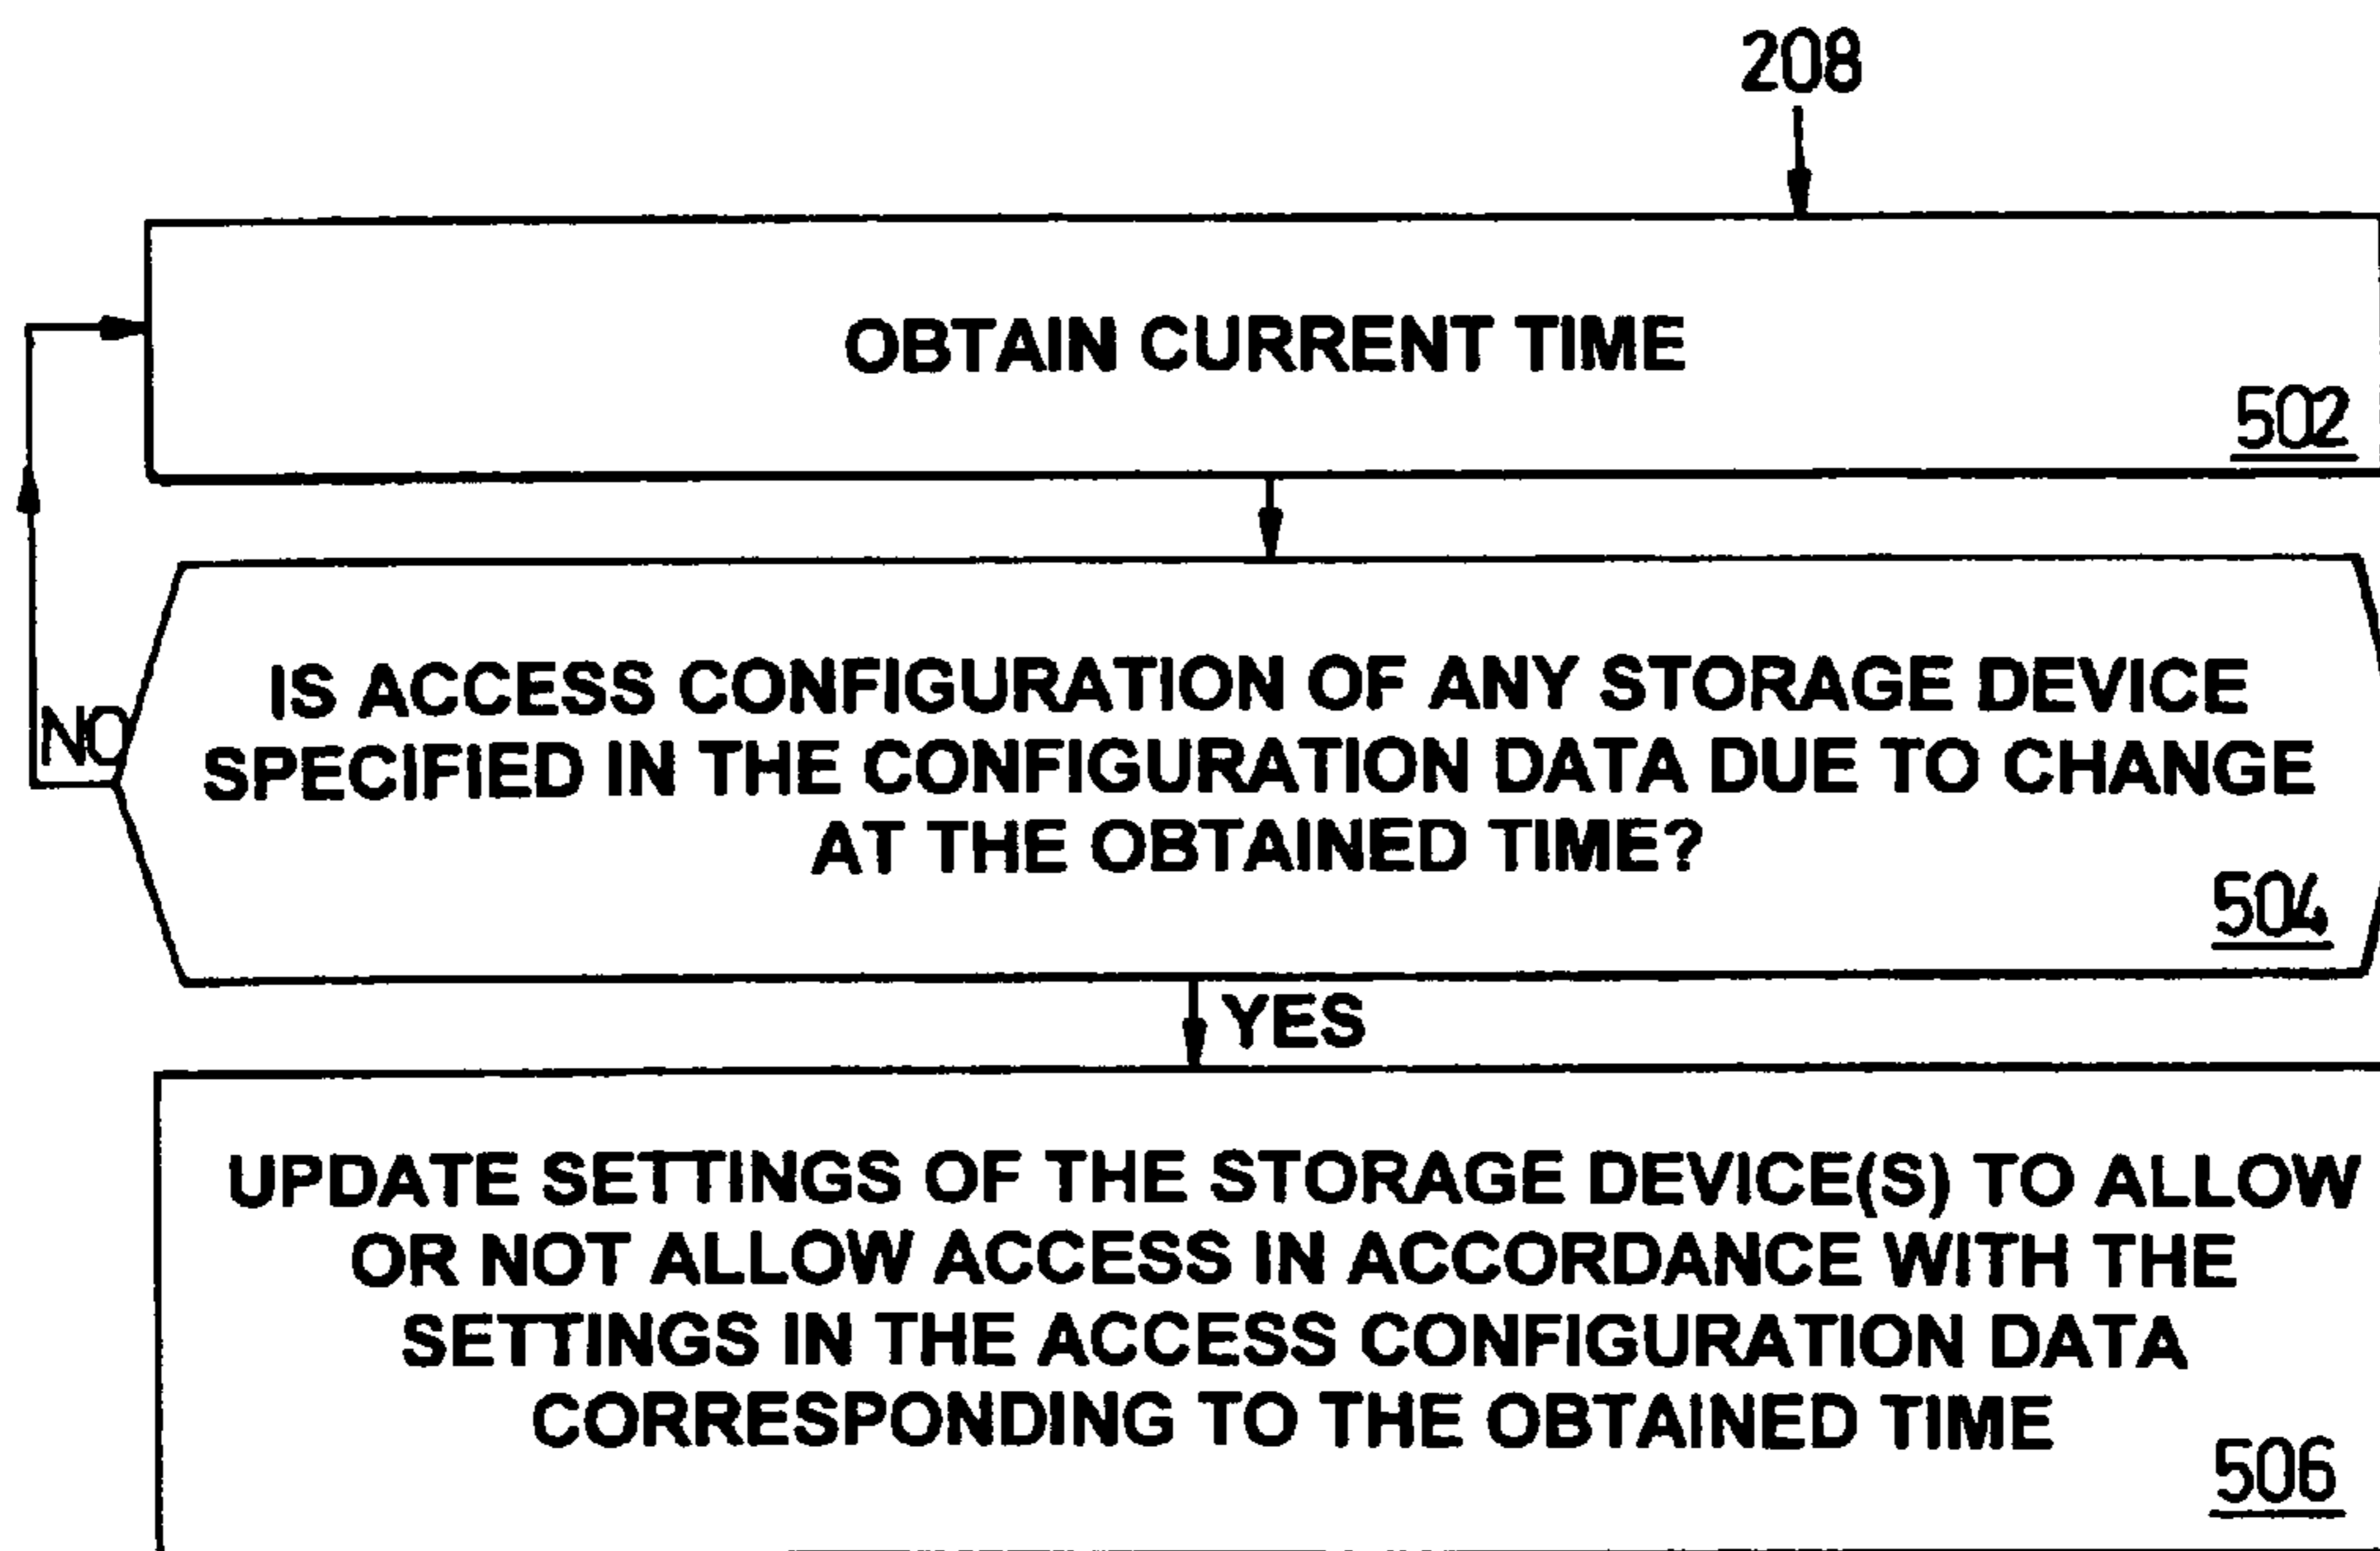 208
OBTAIN CURRENT TIME
502
IS ACCESS CONFIGURATION OF ANY STORAGE DEVICE
SPECIFIED IN THE CONFIGURATION DATA DUE TO CHANGE
AT THE OBTAINED TIME?
504
NO
YES
UPDATE SETTINGS OF THE STORAGE DEVICE(S) TO ALLOW
OR NOT ALLOW ACCESS IN ACCORDANCE WITH THE
SETTINGS IN THE ACCESS CONFIGURATION DATA
CORRESPONDING TO THE OBTAINED TIME
506